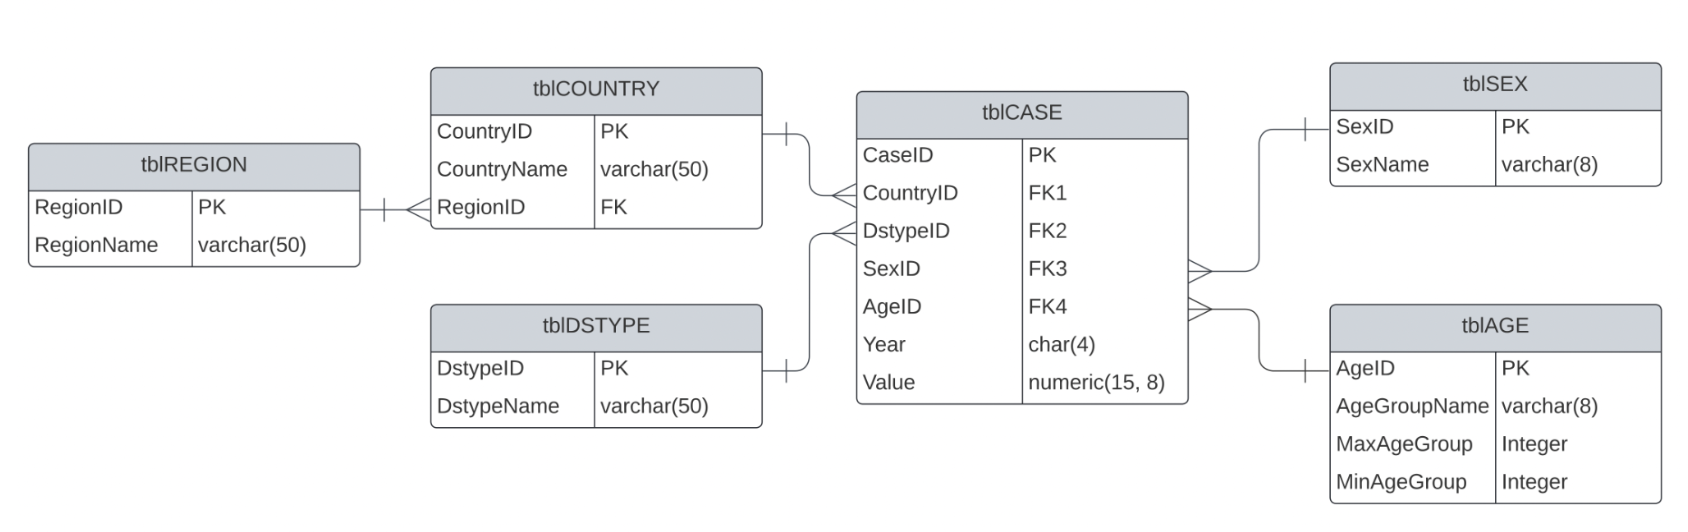 tblREGION
RegionID PK
RegionName varchar(50)
tblCOUNTRY
CountryID PK
CountryName varchar(50)
RegionID FK
tblDSTYPE
DstypeID PK
DstypeName varchar(50)
tblCASE
CaseID PK
CountryID FK1
DstypeID FK2
SexID FK3
AgeID FK4
Year char(4)
Value numeric(15, 8)
tblSEX
SexID PK
SexName varchar(8)
tblAGE
AgeID PK
AgeGroupName varchar(8)
MaxAgeGroup Integer
MinAgeGroup Integer